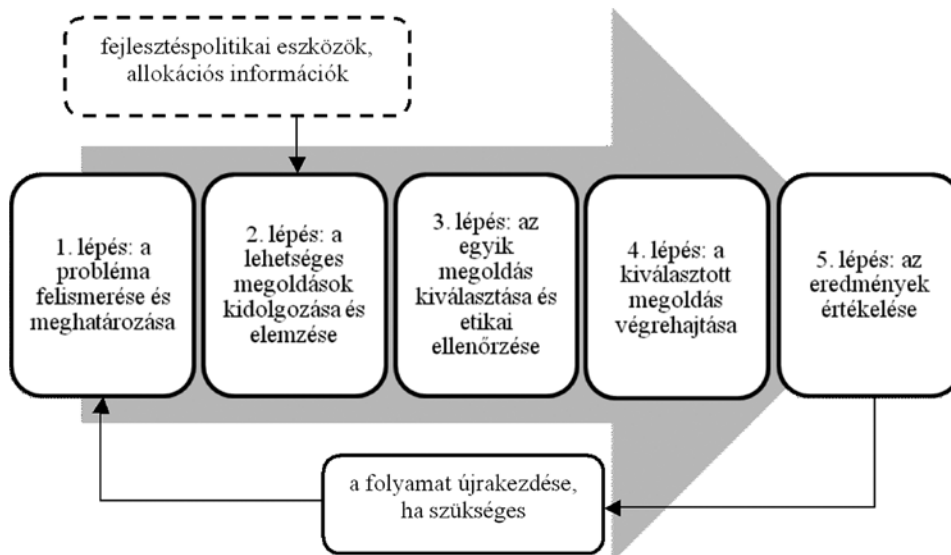 fejlesztéspolitikai eszközök,
allokációs információk
1. lépés: a
probléma
felismerése és
meghatározása
2. lépés: a
lehetséges
megoldások
kidolgozása és
elemzése
3. lépés: az
egyik
megoldás
kiválasztása és
etikai
ellenőrzése
4. lépés: a
kiválasztott
megoldás
végrehajtása
5. lépés: az
eredmények
értékelése
a folyamat újrakezdése,
ha szükséges